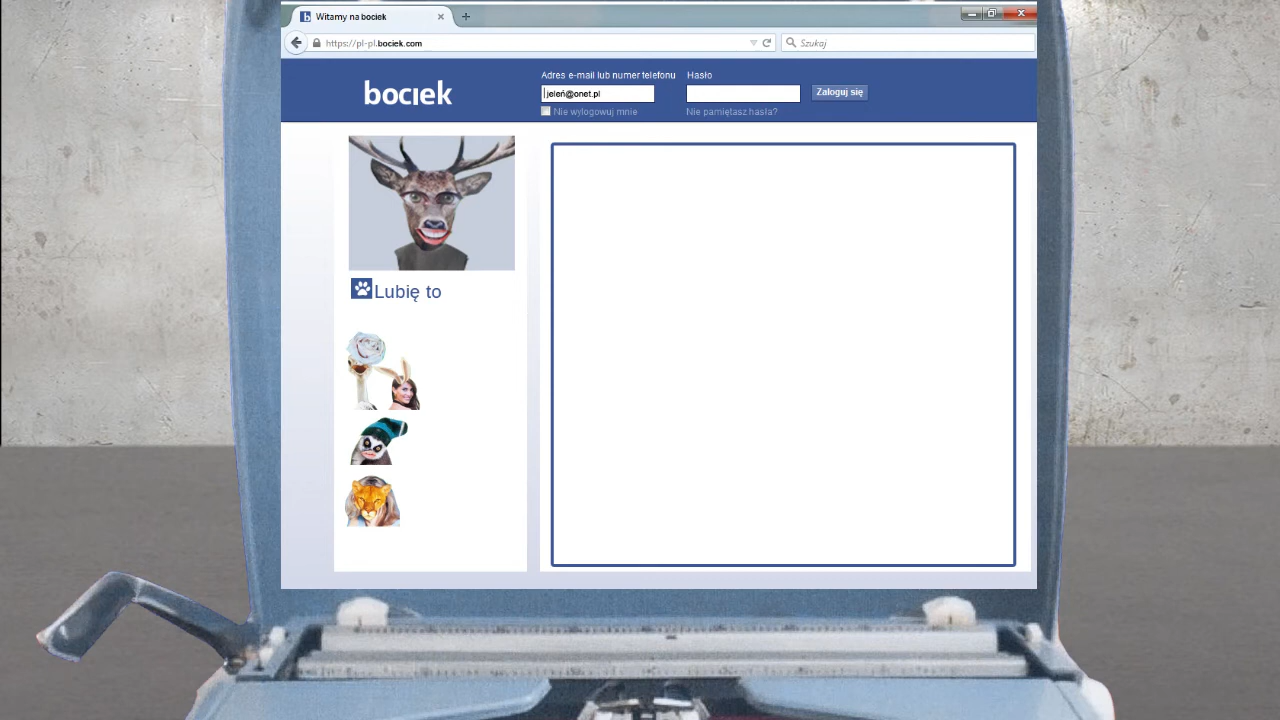 Witamy na bociek
https://pl-pl.bociek.com
Szukaj
bociek
Adres e-mail lub numer telefonu
Hasło
jeleń@onet.pl
Zaloguj się
Nie wylogowuj mnie
Nie pamiętasz hasła?
Lubię to